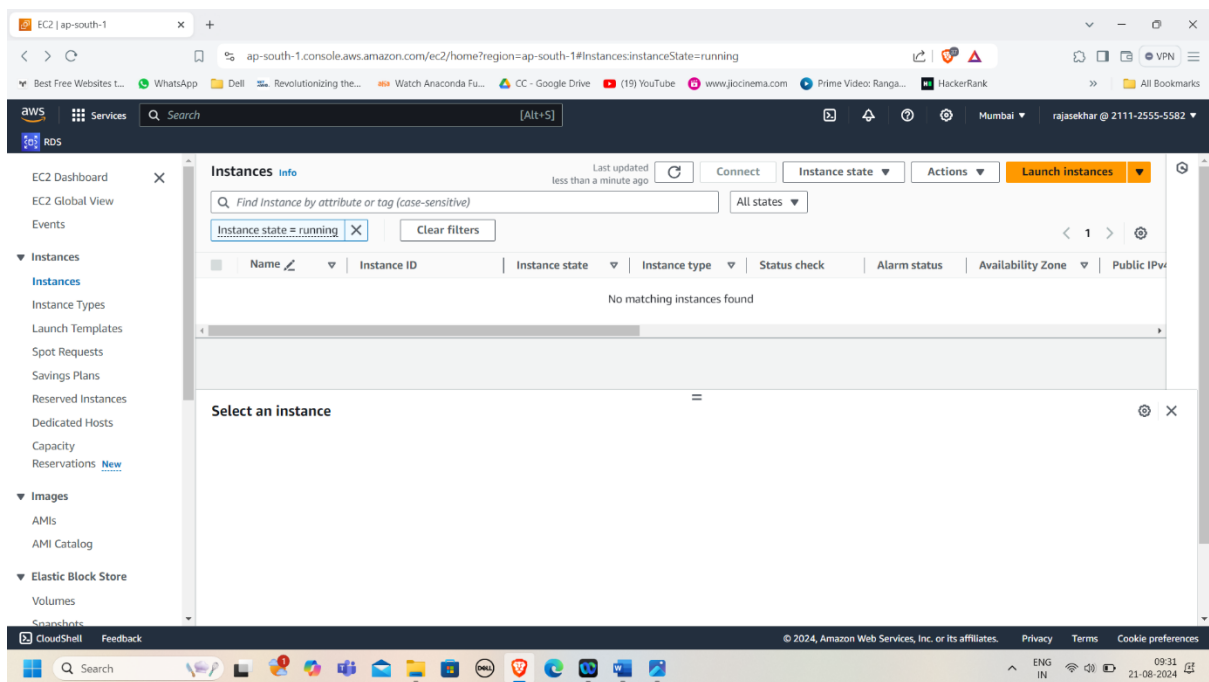 EC2 | ap-south-1
ap-south-1.console.aws.amazon.com/ec2/home?region=ap-south-1#Instances:instanceState=running
VPN
Best Free Websites t...
WhatsApp
Dell
Revolutionizing the...
Watch Anaconda Fu...
CC - Google Drive
(19) YouTube
www.jiocinema.com
Prime Video: Ranga...
HackerRank
All Bookmarks
aws
Services
Search
[Alt+S]
Mumbai
rajasekhar @ 2111-2555-5582
RDS
EC2 Dashboard
EC2 Global View
Events
Instances
Instances
Instance Types
Launch Templates
Spot Requests
Savings Plans
Reserved Instances
Dedicated Hosts
Capacity
Reservations New
Images
AMIs
AMI Catalog
Elastic Block Store
Volumes
Snapshots
Instances Info
Last updated
less than a minute ago
Connect
Instance state
Actions
Launch instances
Find Instance by attribute or tag (case-sensitive)
All states
Instance state = running
Clear filters
1
Name
Instance ID
Instance state
Instance type
Status check
Alarm status
Availability Zone
Public IPv4
No matching instances found
Select an instance
CloudShell
Feedback
© 2024, Amazon Web Services, Inc. or its affiliates.
Privacy
Terms
Cookie preferences
Search
DELL
ENG
IN
09:31
21-08-2024